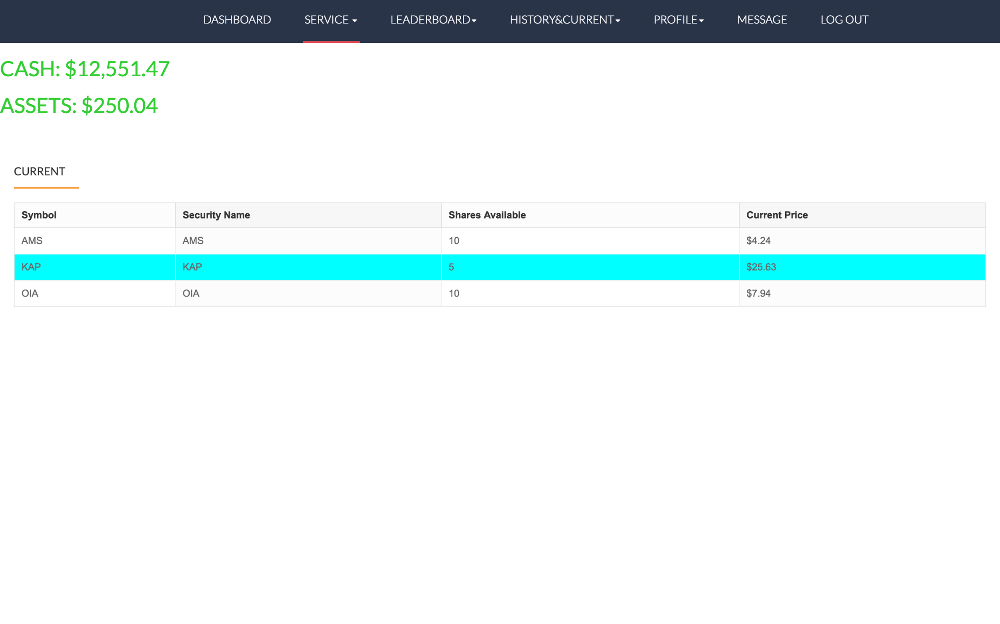 DASHBOARD SERVICE LEADERBOARD HISTORY&CURRENT PROFILE MESSAGE LOG OUT
CASH: $12,551.47
ASSETS: $250.04
CURRENT
Symbol Security Name Shares Available Current Price
AMS AMS 10 $4.24
KAP KAP 5 $25.63
OIA OIA 10 $7.94